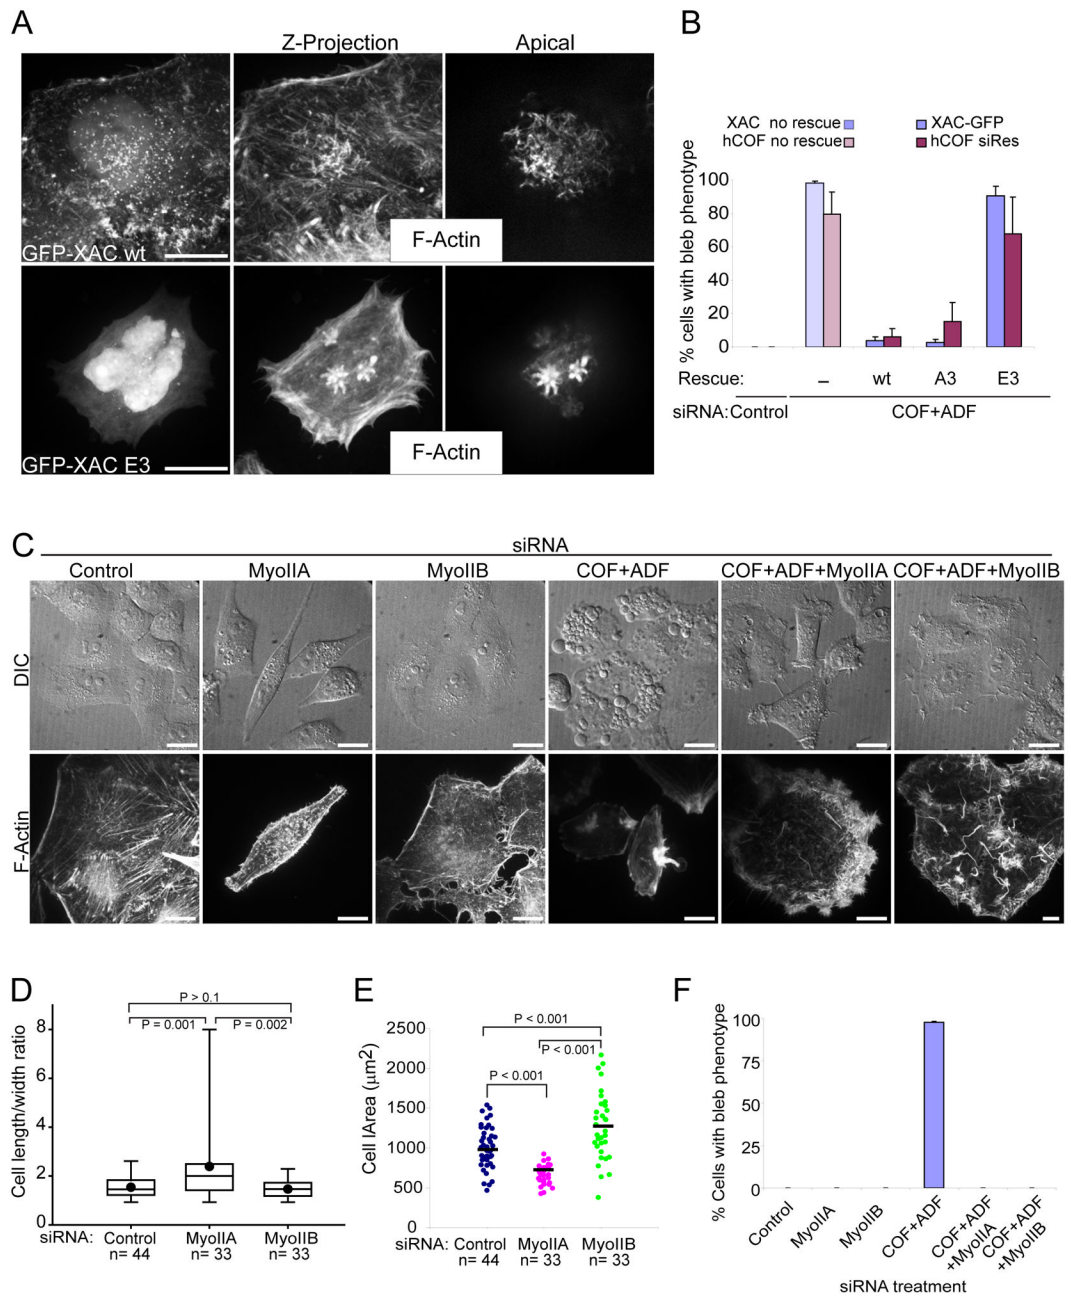 A
Z-Projection Apical
GFP-XAC wt
F-Actin
GFP-XAC E3
F-Actin
B
XAC no rescue XAC-GFP
hCOF no rescue hCOF siRes
% cells with bleb phenotype
100
80
60
40
20
0
Rescue: – wt A3 E3
siRNA: Control COF+ADF
C
siRNA
Control MyoIIA MyoIIB COF+ADF COF+ADF+MyoIIA COF+ADF+MyoIIB
DIC
F-Actin
D
Cell length/width ratio
8
6
4
2
0
P > 0.1
P = 0.001 P = 0.002
siRNA: Control MyoIIA MyoIIB
n= 44 n= 33 n= 33
E
Cell lArea (μm2)
2500
2000
1500
1000
500
0
P < 0.001
P < 0.001
P < 0.001
siRNA: Control MyoIIA MyoIIB
n= 44 n= 33 n= 33
F
% Cells with bleb phenotype
100
75
50
25
0
Control
MyoIIA
MyoIIB
COF+ADF
COF+ADF
+MyoIIA
COF+ADF
+MyoIIB
siRNA treatment